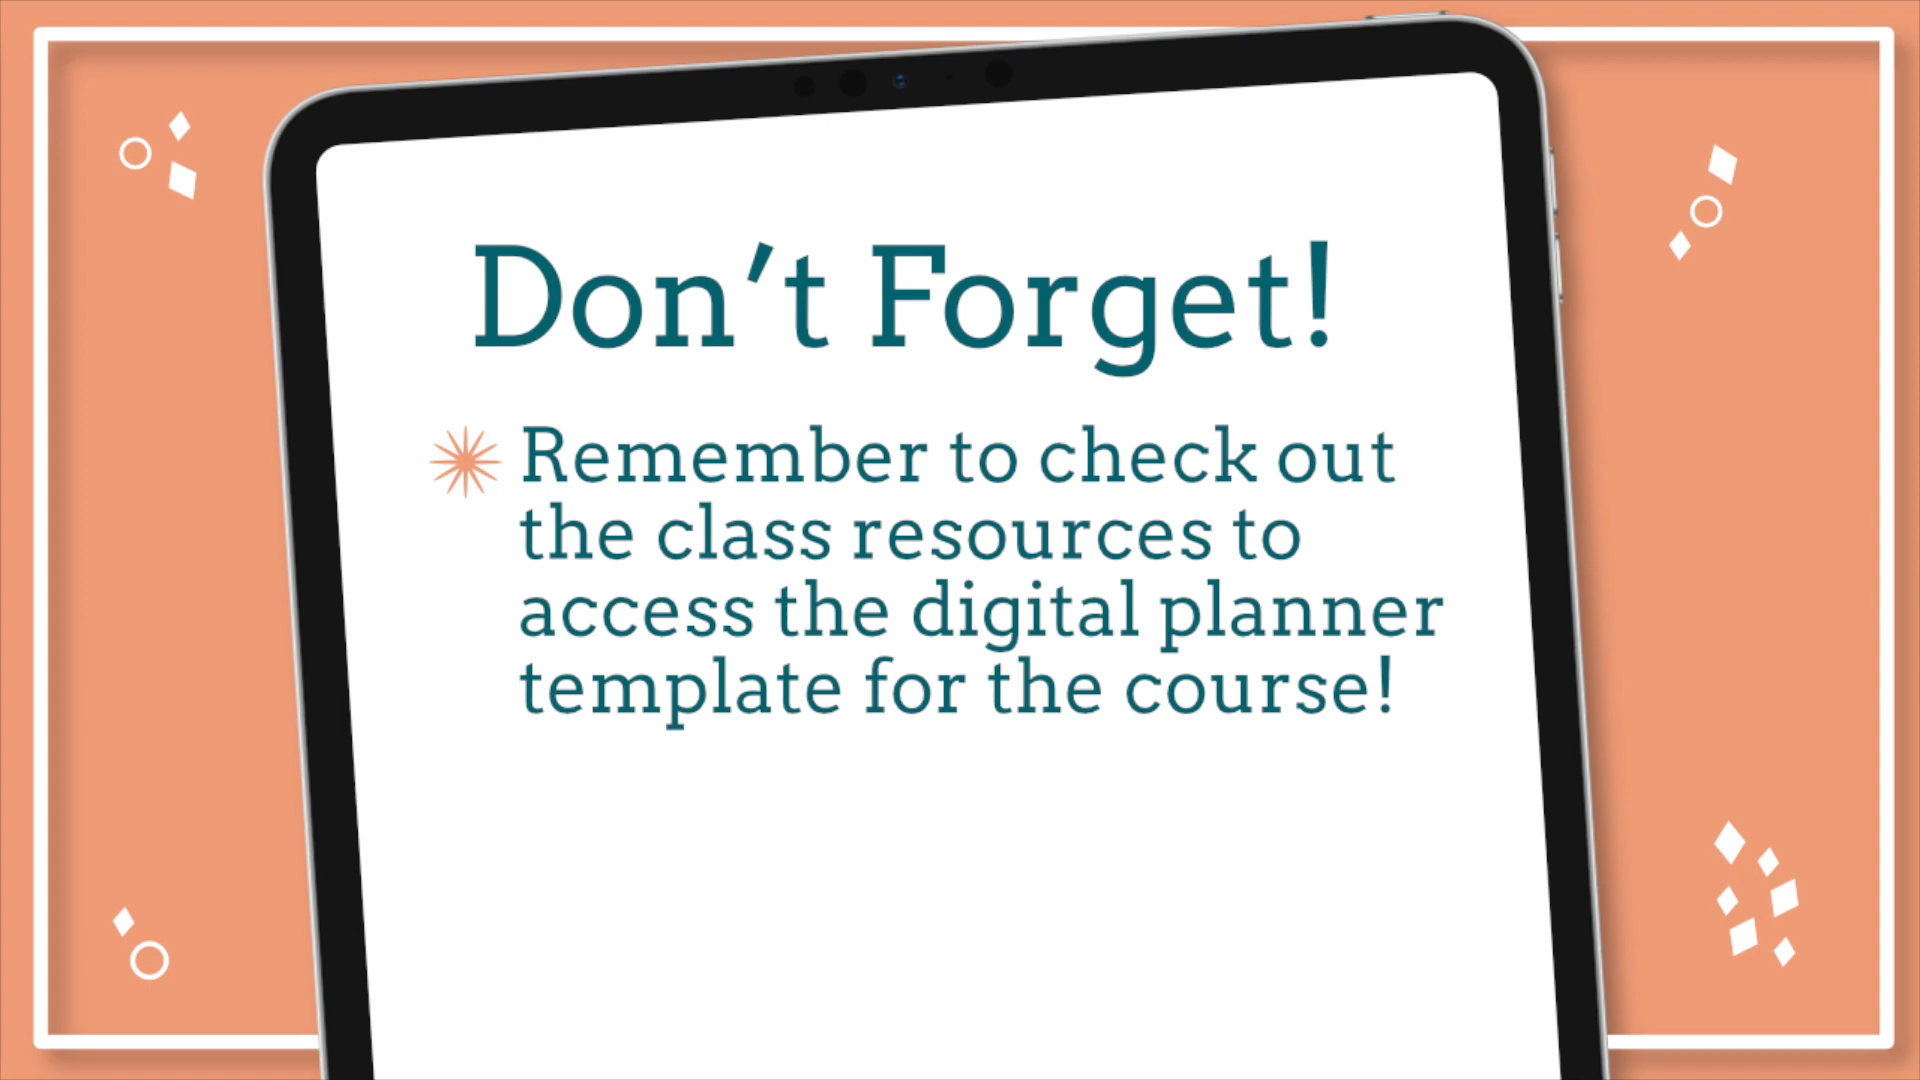 Don’t Forget!
Remember to check out
the class resources to
access the digital planner
template for the course!